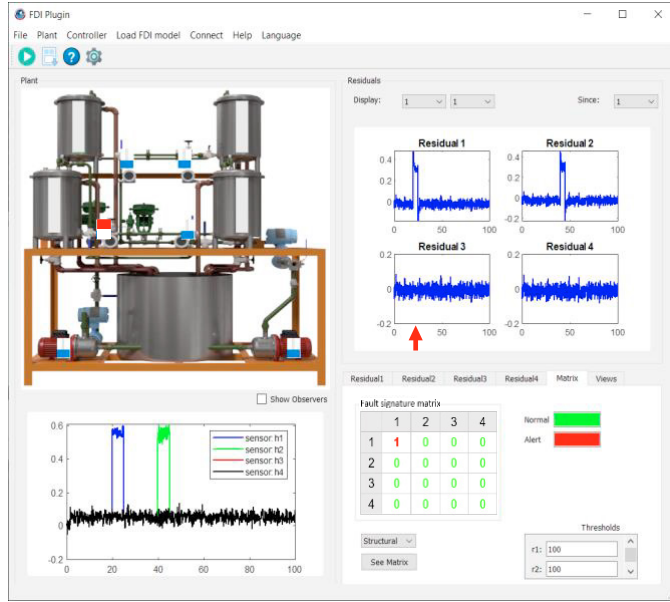 FDI Plugin
File Plant Controller Load FDI model Connect Help Language
Plant
Show Observers
0.6
0.4
0.2
0
-0.2
0 20 40 60 80 100
sensor.h1
sensor.h2
sensor.h3
sensor.h4
Residuals
Display: 1 1 Since: 1
Residual 1 Residual 2
0.4 0.4
0.2 0.2
0 0
-0.2
0 50 100 0 50 100
Residual 3 Residual 4
0.2 0.2
0 0
-0.2 -0.2
0 50 100 0 50 100
Residual1 Residual2 Residual3 Residual4 Matrix Views
Fault signature matrix
1 2 3 4
1 1 0 0 0
2 0 0 0 0
3 0 0 0 0
4 0 0 0 0
Normal
Alert
Structural
See Matrix
Thresholds
r1: 100
r2: 100